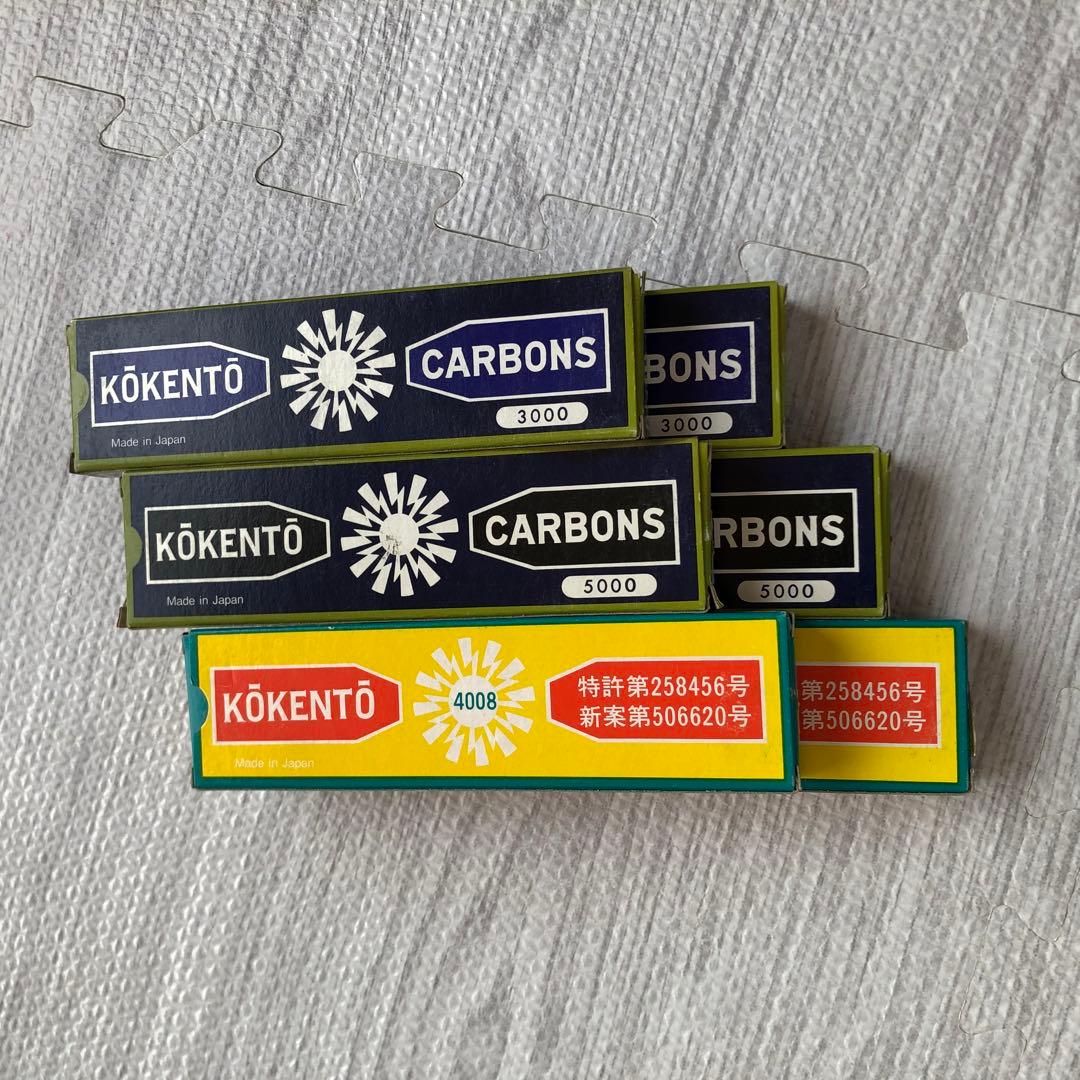 KŌKENTŌ
CARBONS
3000
Made in Japan
BONS
3000
KŌKENTŌ
CARBONS
5000
Made in Japan
RBONS
5000
KŌKENTŌ
4008
特許第258456号
新案第506620号
Made in Japan
第258456号
第506620号